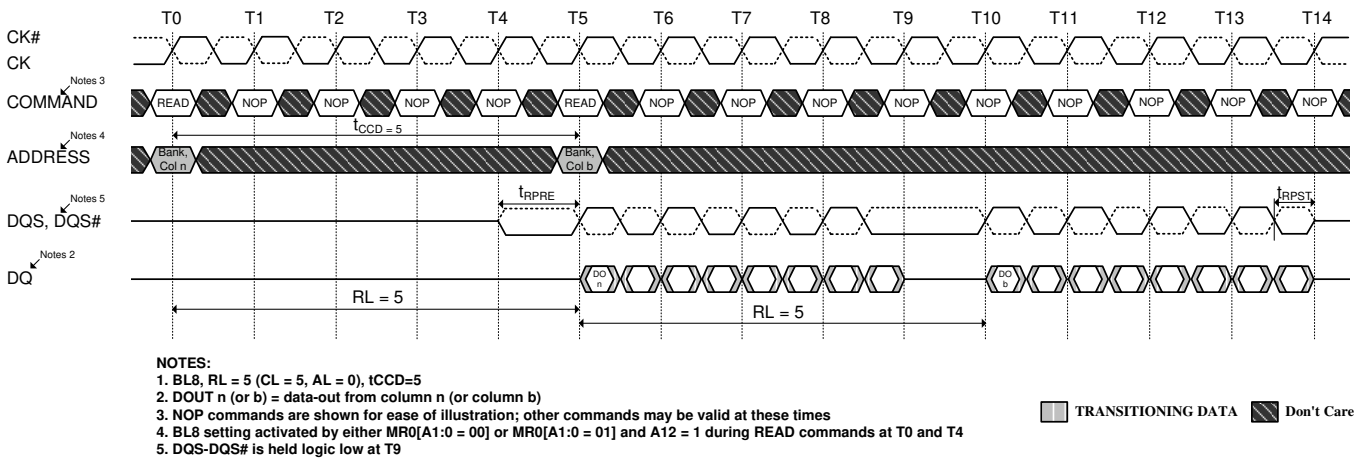 T0 T1 T2 T3 T4 T5 T6 T7 T8 T9 T10 T11 T12 T13 T14
CK#
CK
Notes 3
COMMAND READ NOP NOP NOP NOP READ NOP NOP NOP NOP NOP NOP NOP NOP NOP
tCCD = 5
Notes 4
ADDRESS Bank, Col n Bank, Col b
tRPRE tRPST
Notes 5
DQS, DQS#
Notes 2
DQ DO n DO b
RL = 5 RL = 5
NOTES:
1. BL8, RL = 5 (CL = 5, AL = 0), tCCD=5
2. DOUT n (or b) = data-out from column n (or column b)
3. NOP commands are shown for ease of illustration; other commands may be valid at these times
4. BL8 setting activated by either MR0[A1:0 = 00] or MR0[A1:0 = 01] and A12 = 1 during READ commands at T0 and T4
5. DQS-DQS# is held logic low at T9
TRANSITIONING DATA Don't Care